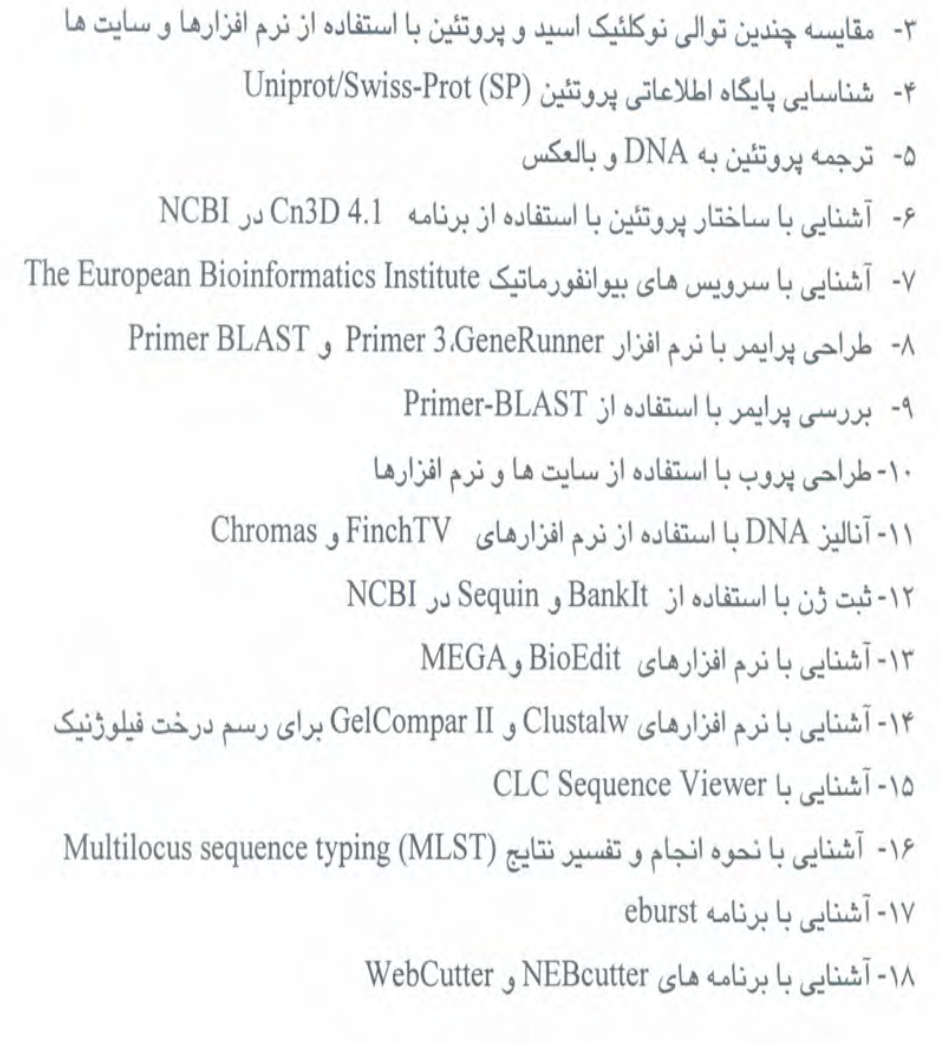 ۳- مقایسه چندین توالی نوکلئیک اسید و پروتئین با استفاده از نرم افزارها و سایت ها
۴- شناسایی پایگاه اطلاعاتی پروتئین Uniprot/Swiss-Prot (SP)
۵- ترجمه پروتئین به DNA و بالعکس
۶- آشنایی با ساختار پروتئین با استفاده از برنامه Cn3D 4.1 در NCBI
۷- آشنایی با سرویس های بیوانفورماتیک The European Bioinformatics Institute
۸- طراحی پرایمر با نرم افزار Primer 3،GeneRunner و Primer BLAST
۹- بررسی پرایمر با استفاده از Primer-BLAST
۱۰- طراحی پروب با استفاده از سایت ها و نرم افزارها
۱۱- آنالیز DNA با استفاده از نرم افزارهای FinchTV و Chromas
۱۲- ثبت ژن با استفاده از BankIt و Sequin در NCBI
۱۳- آشنایی با نرم افزارهای BioEdit و MEGA
۱۴- آشنایی با نرم افزارهای Clustalw و GelCompar II برای رسم درخت فیلوژنیک
۱۵- آشنایی با CLC Sequence Viewer
۱۶- آشنایی با نحوه انجام و تفسیر نتایج Multilocus sequence typing (MLST)
۱۷- آشنایی با برنامه eburst
۱۸- آشنایی با برنامه های NEBcutter و WebCutter